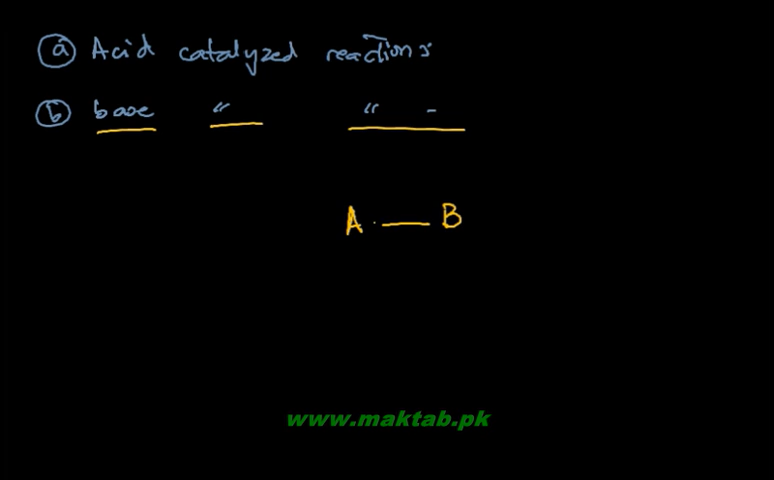 a Acid catalyzed reactions
b base " " -
A — B
www.maktab.pk